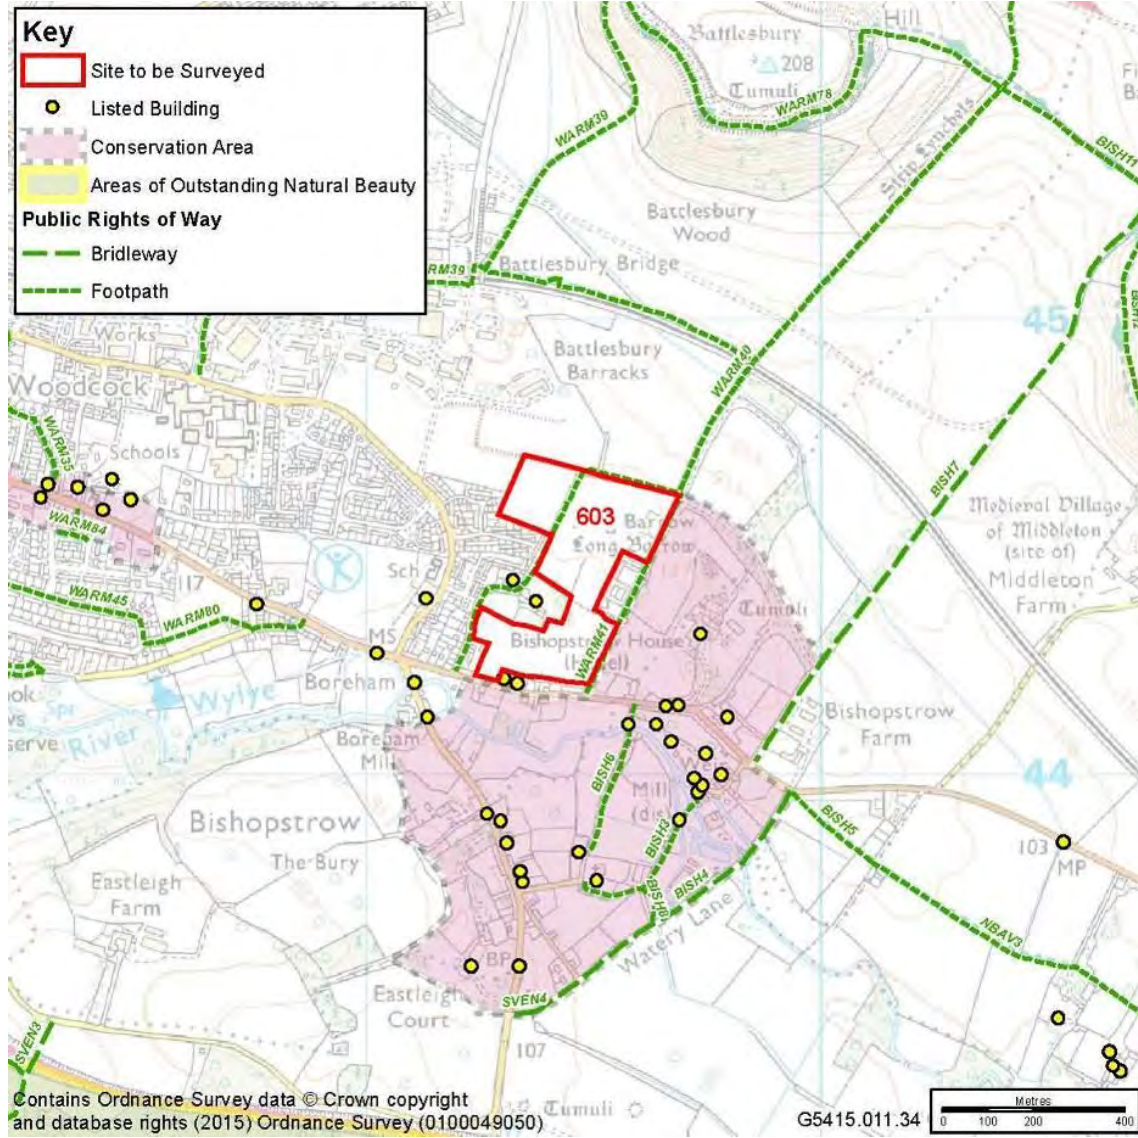 Key
Site to be Surveyed
Listed Building
Conservation Area
Areas of Outstanding Natural Beauty
Public Rights of Way
Bridleway
Footpath
Hill
Battlesbury
208
Tumuli
WARM78
WARM39
Strip Lynchets
BISH11
Battlesbury
Wood
RM39
Battlesbury Bridge
45
Works
Woodcock
Battlesbury
Barracks
WARM40
WARM35
Schools
BISH7
603
Barrow
Long Barrow
Medieval Village
of Middleton
(site of)
Middleton
Farm
WARM84
117
Sch
Tumuli
WARM45
WARM80
MS
Bishopstrow House
WARM41
Boreham
Wylye
River
Boreham
Mill
Bishopstrow
Farm
BISH6
44
Mill
BISH3
BISH5
Bishopstrow
The Bury
103
MP
Eastleigh
Farm
BISH8
BISH4
Watery Lane
NBAV3
BP
Eastleigh
Court
SVEN4
SVEN3
107
Tumuli
Contains Ordnance Survey data © Crown copyright
and database rights (2015) Ordnance Survey (0100049050)
G5415.011.34
Metres
0 100 200 400